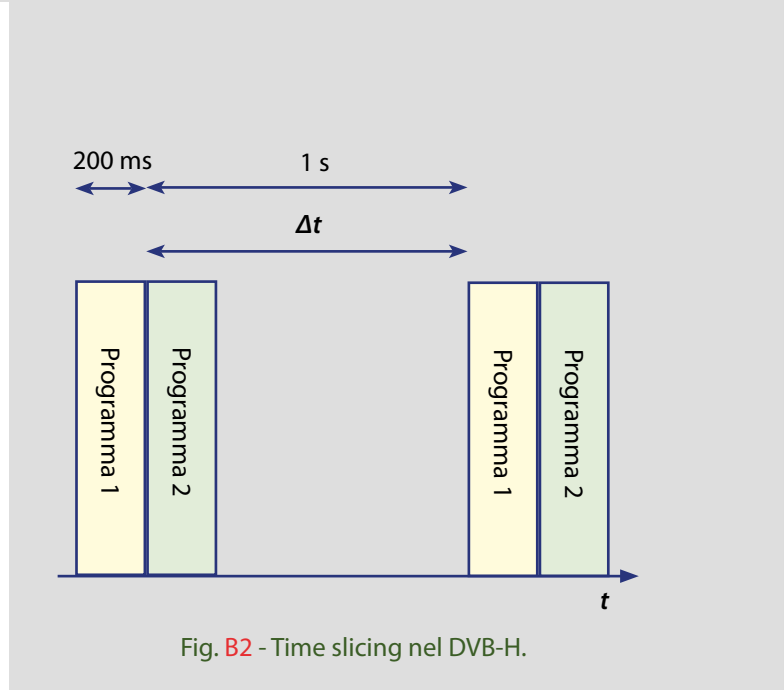 200 ms
1 s
Δt
Programma 1
Programma 2
Programma 1
Programma 2
t
Fig. B2 - Time slicing nel DVB-H.